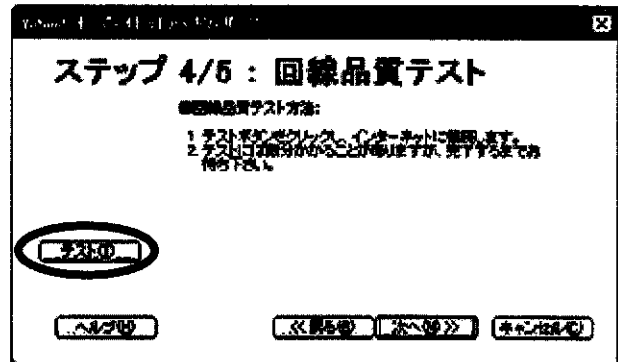 ステップ 4/5 : 回線品質テスト
■回線品質テスト方法:
1. テストボタンをクリックし、インターネットに接続します。
2. テストには数分かかることがありますが、完了するまでお
待ち下さい。
テスト(T)
ヘルプ(H)
<< 戻る(B)
次へ(N) >>
キャンセル(C)